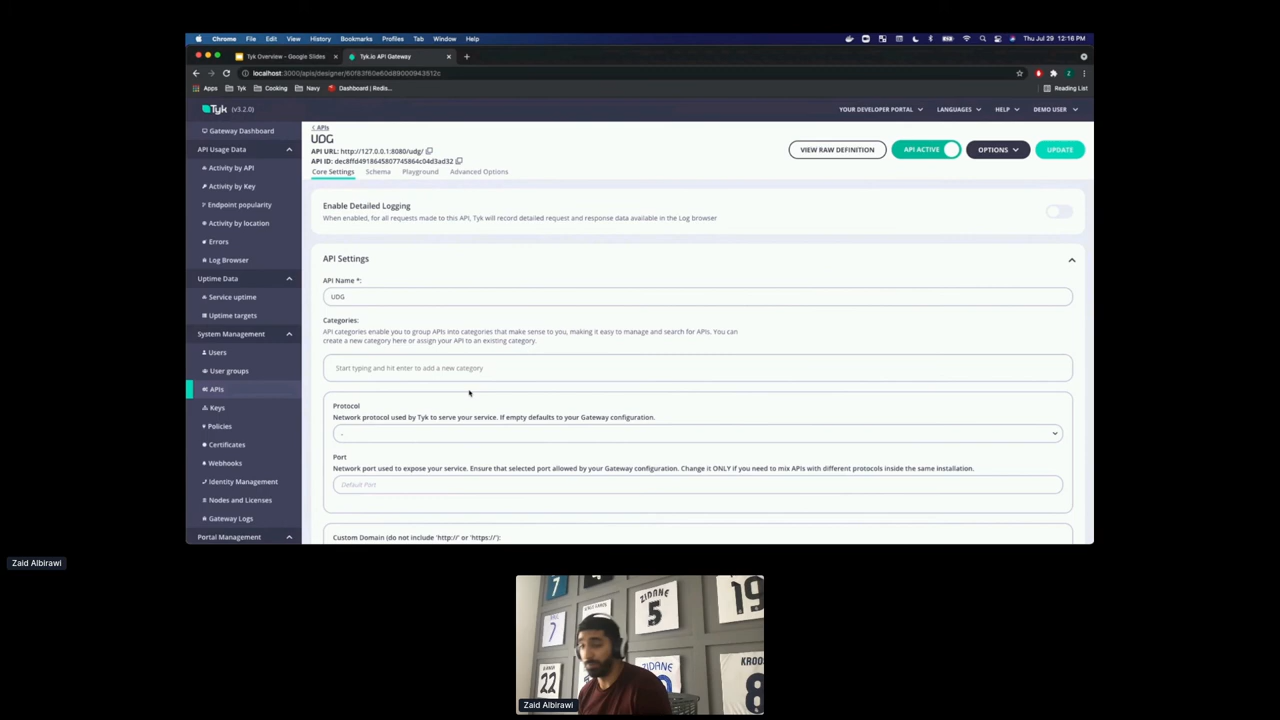 Chrome File Edit View History Bookmarks Profiles Tab Window Help
Thu Jul 29 12:16 PM
Tyk Overview - Google Slides
Tyk.io API Gateway
localhost:3000/apis/designer/60f83f60e60d89000943512c
Apps Tyk Cooking Navy Dashboard | Redis...
Reading List
Tyk (v3.2.0)
YOUR DEVELOPER PORTAL LANGUAGES HELP DEMO USER
Gateway Dashboard
API Usage Data
Activity by API
Activity by Key
Endpoint popularity
Activity by location
Errors
Log Browser
Uptime Data
Service uptime
Uptime targets
System Management
Users
User groups
APIs
Keys
Policies
Certificates
Webhooks
Identity Management
Nodes and Licenses
Gateway Logs
Portal Management
< APIs
UDG
API URL: http://127.0.0.1:8080/udg/
API ID: dec8ffd4918645807745864c04d3ad32
VIEW RAW DEFINITION
API ACTIVE
OPTIONS
UPDATE
Core Settings Schema Playground Advanced Options
Enable Detailed Logging
When enabled, for all requests made to this API, Tyk will record detailed request and response data available in the Log browser
API Settings
API Name *:
UDG
Categories:
API categories enable you to group APIs into categories that make sense to you, making it easy to manage and search for APIs. You can
create a new category here or assign your API to an existing category.
Start typing and hit enter to add a new category
Protocol
Network protocol used by Tyk to serve your service. If empty defaults to your Gateway configuration.
-
Port
Network port used to expose your service. Ensure that selected port allowed by your Gateway configuration. Change it ONLY if you need to mix APIs with different protocols inside the same installation.
Default Port
Custom Domain (do not include 'http://' or 'https://'):
Zaid Albirawi
7
ZIDANE
5
19
7
22
ZIDANE
KROOS
8
Zaid Albirawi